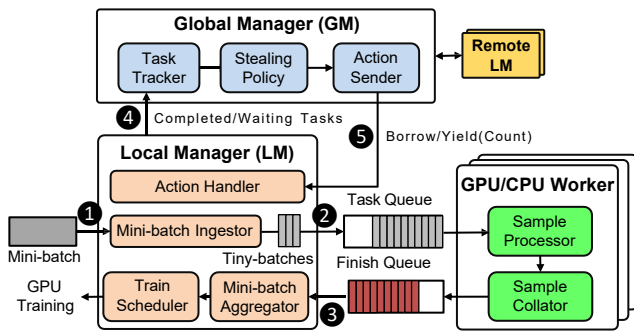 Global Manager (GM)
Task
Tracker
Stealing
Policy
Action
Sender
Remote
LM
4
Completed/Waiting Tasks
5
Borrow/Yield(Count)
Local Manager (LM)
Action Handler
GPU/CPU Worker
1
Mini-batch
Mini-batch Ingestor
Tiny-batches
2
Task Queue
Sample
Processor
Sample
Collator
Finish Queue
3
Mini-batch
Aggregator
Train
Scheduler
GPU
Training